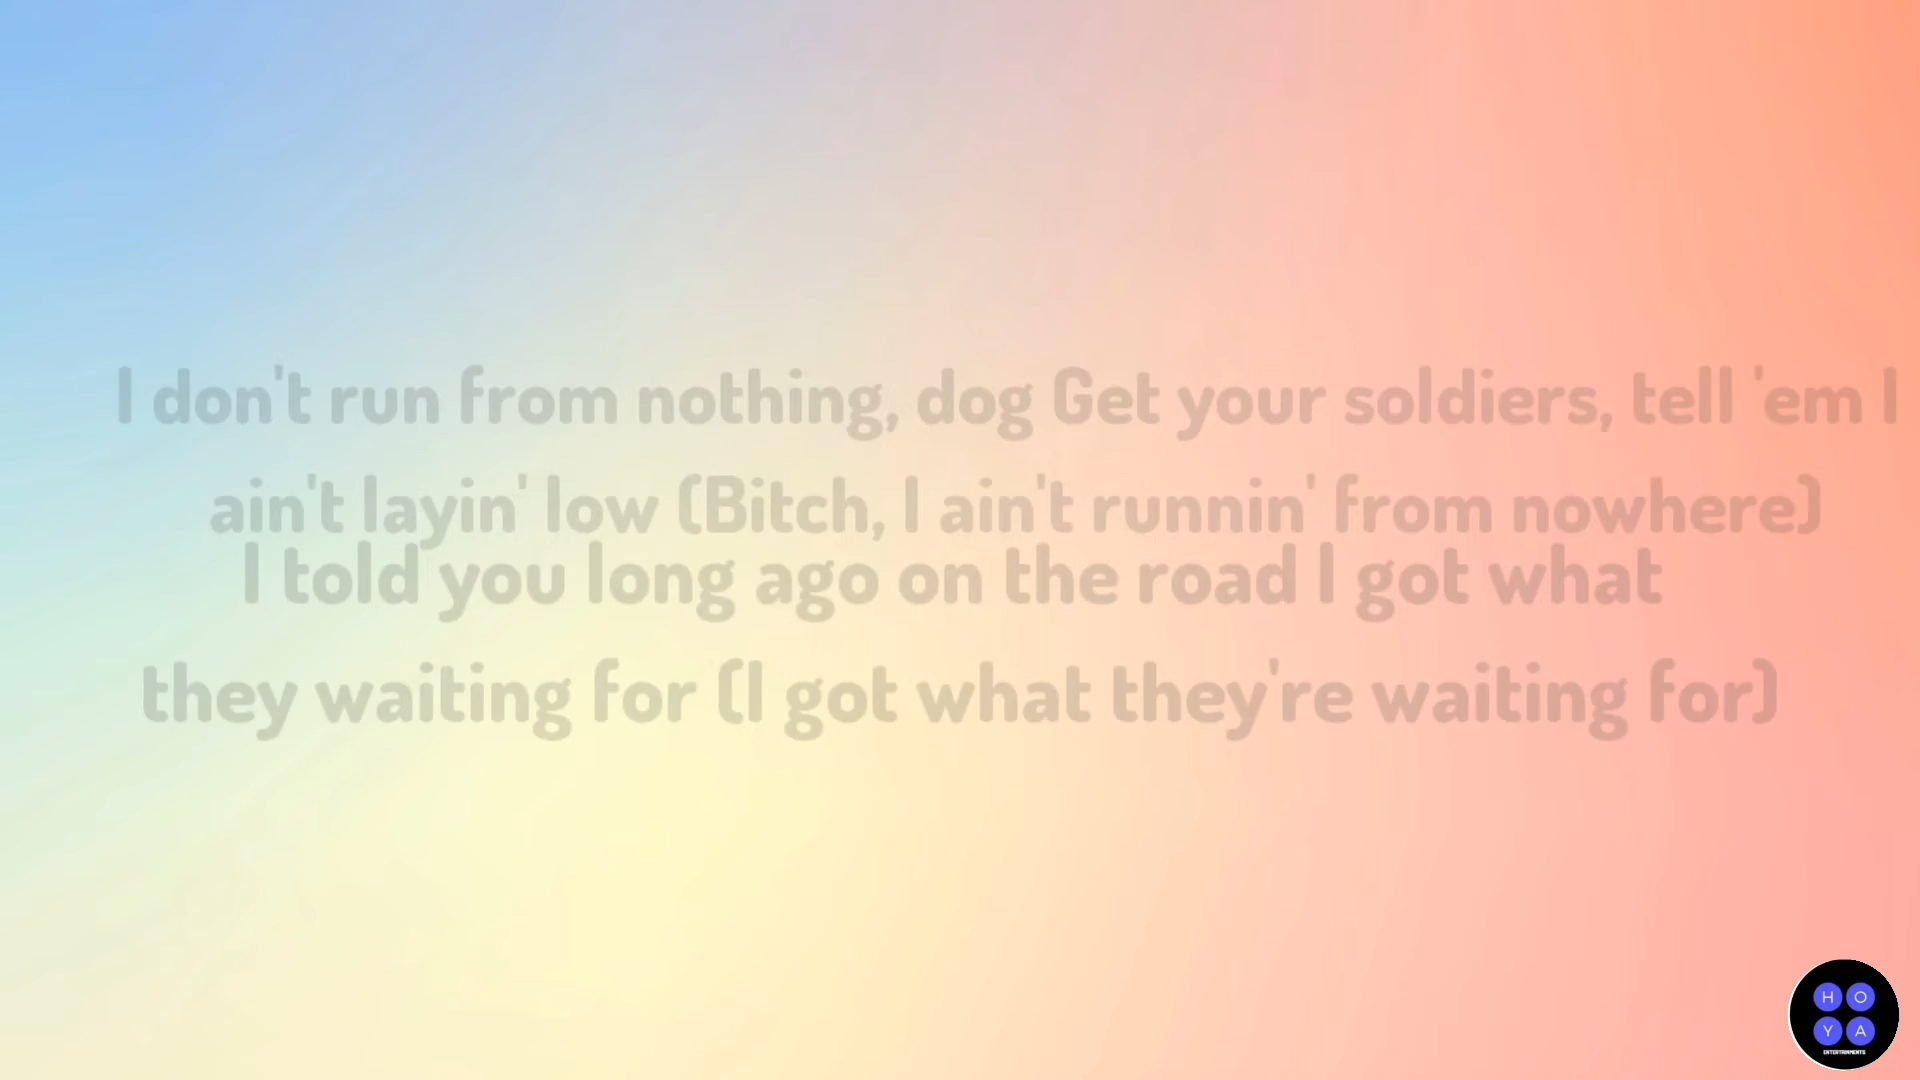 I don't run from nothing, dog Get your soldiers, tell 'em I
ain't layin' low (Bitch, I ain't runnin' from nowhere)
I told you long ago on the road I got what
they waiting for (I got what they're waiting for)
H O
Y A
ENTERTAINMENTS